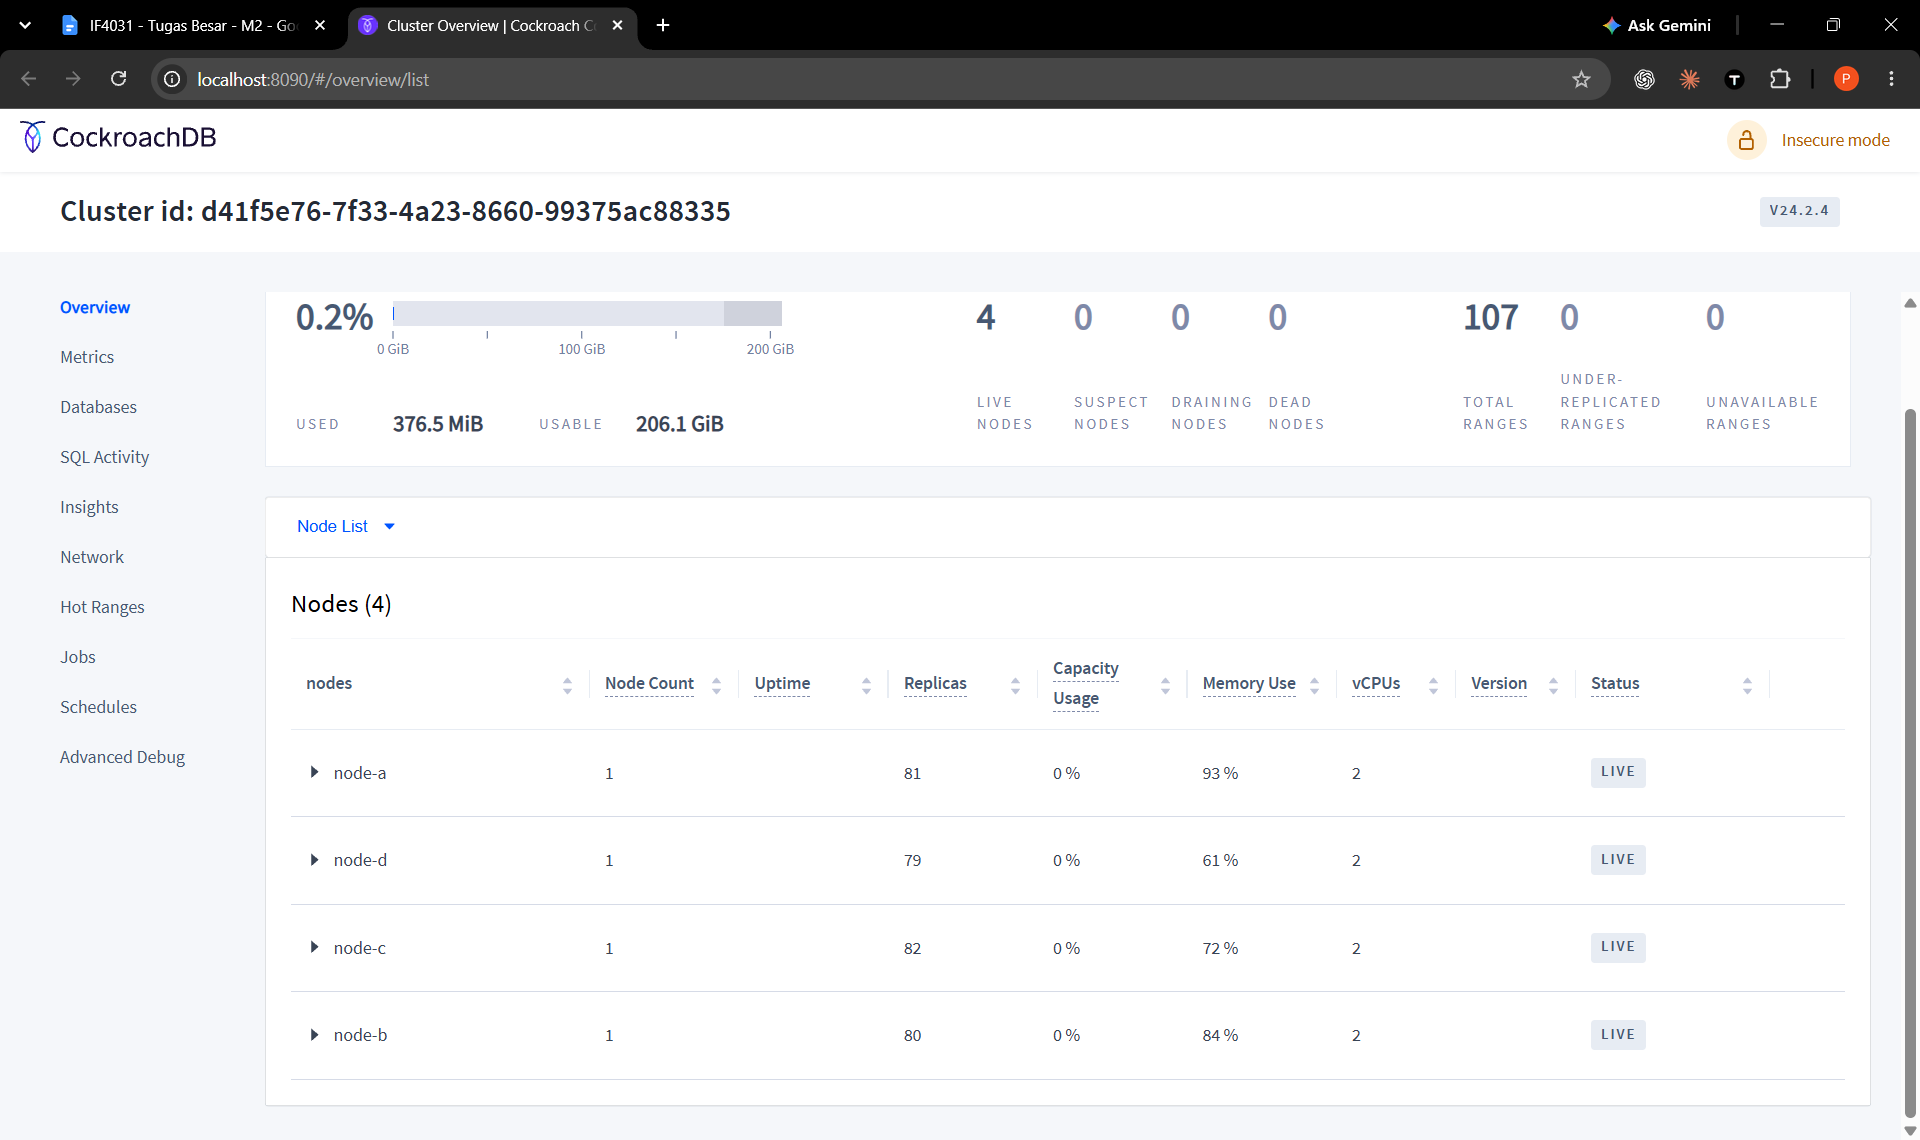 IF4031 - Tugas Besar - M2 - Go
Cluster Overview | Cockroach C
Ask Gemini
localhost:8090/#/overview/list
T
P
CockroachDB
Insecure mode
Cluster id: d41f5e76-7f33-4a23-8660-99375ac88335
V24.2.4
Overview
Metrics
Databases
SQL Activity
Insights
Network
Hot Ranges
Jobs
Schedules
Advanced Debug
0.2%
0 GiB
100 GiB
200 GiB
USED
376.5 MiB
USABLE
206.1 GiB
4
LIVE
NODES
0
SUSPECT
NODES
0
DRAINING
NODES
0
DEAD
NODES
107
TOTAL
RANGES
0
UNDER-
REPLICATED
RANGES
0
UNAVAILABLE
RANGES
Node List
Nodes (4)
nodes Node Count Uptime Replicas Capacity Usage Memory Use vCPUs Version Status
node-a 1 81 0 % 93 % 2 LIVE
node-d 1 79 0 % 61 % 2 LIVE
node-c 1 82 0 % 72 % 2 LIVE
node-b 1 80 0 % 84 % 2 LIVE